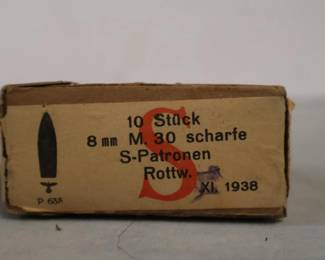 10 Stück
8 mm M. 30 scharfe
S-Patronen
Rottw.
XI. 1938
S
P. 635